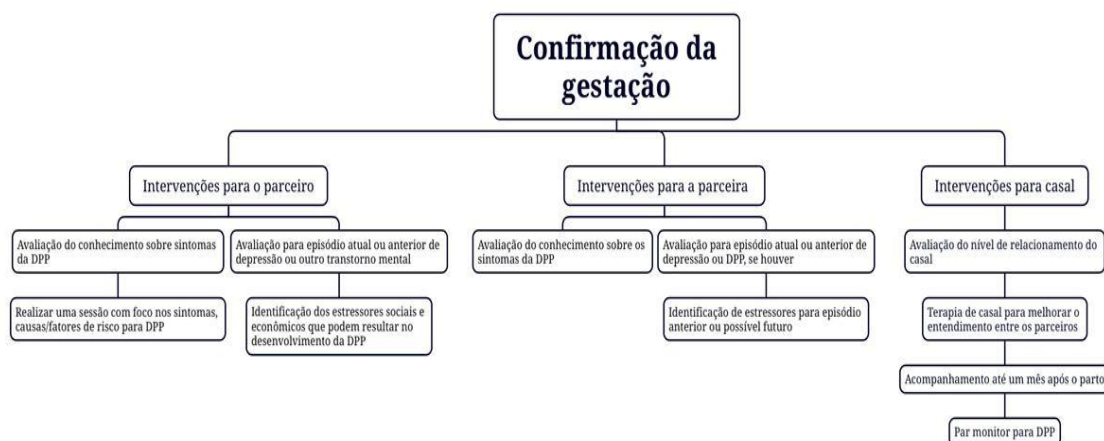 Confirmação da
gestação
Intervenções para o parceiro
Intervenções para a parceira
Intervenções para casal
Avaliação do conhecimento sobre sintomas
da DPP
Avaliação para episódio atual ou anterior de
depressão ou outro transtorno mental
Avaliação do conhecimento sobre os
sintomas da DPP
Avaliação para episódio atual ou anterior de
depressão ou DPP, se houver
Avaliação do nível de relacionamento do
casal
Realizar uma sessão com foco nos sintomas,
causas/fatores de risco para DPP
Identificação dos estressores sociais e
econômicos que podem resultar no
desenvolvimento da DPP
Identificação de estressores para episódio
anterior ou possível futuro
Terapia de casal para melhorar o
entendimento entre os parceiros
Acompanhamento até um mês após o parto
Par monitor para DPP